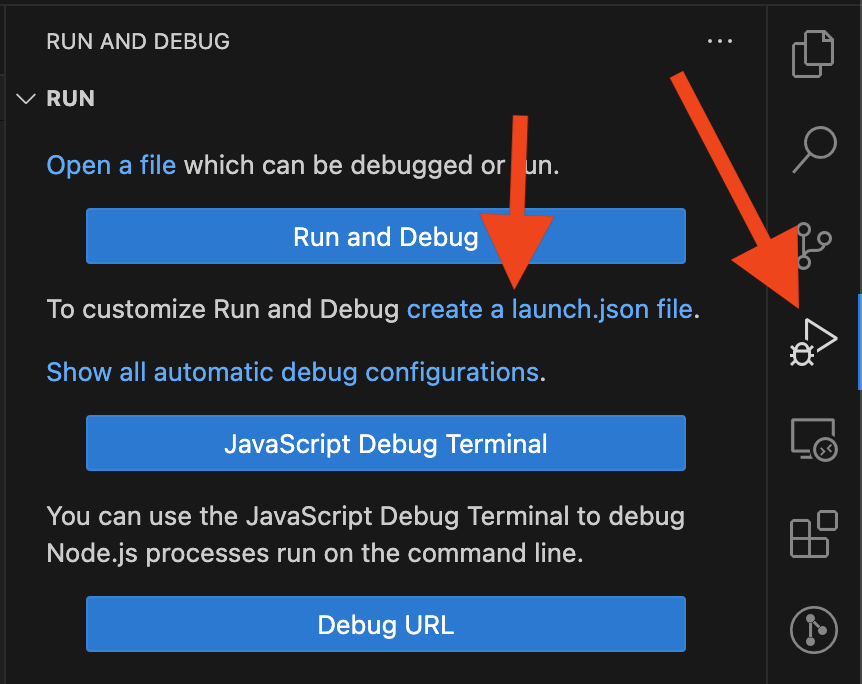 RUN AND DEBUG
RUN
Open a file which can be debugged or run.
Run and Debug
To customize Run and Debug create a launch.json file.
Show all automatic debug configurations.
JavaScript Debug Terminal
You can use the JavaScript Debug Terminal to debug
Node.js processes run on the command line.
Debug URL